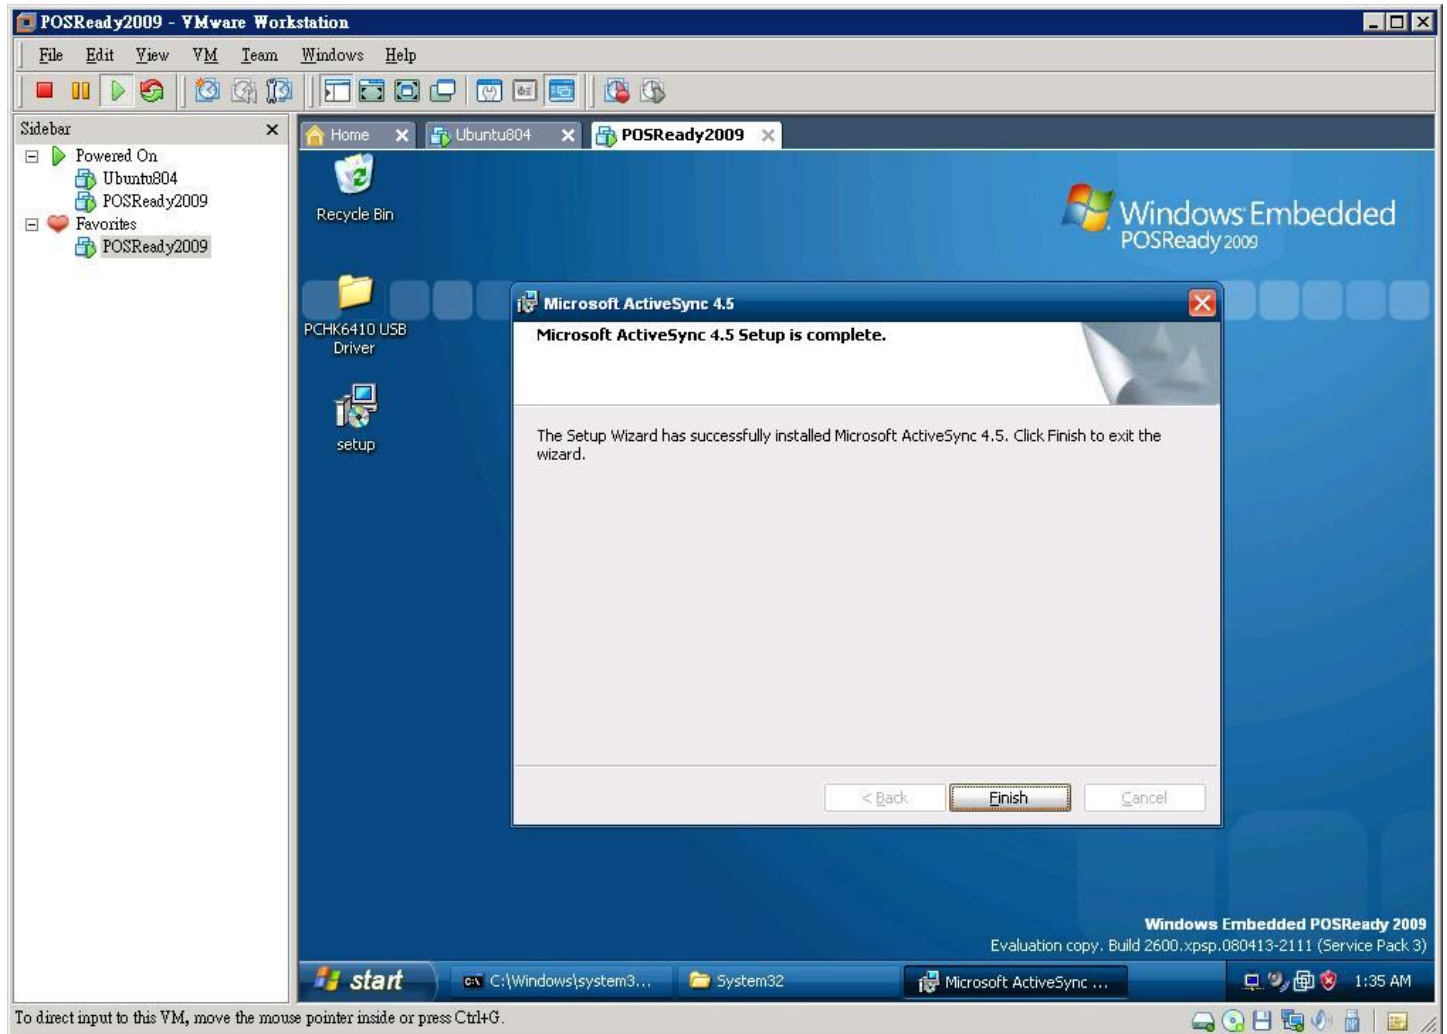 POSReady2009 - VMware Workstation
File Edit View VM Team Windows Help
Sidebar
Powered On
Ubuntu804
POSReady2009
Favorites
POSReady2009
Home Ubuntu804 POSReady2009
Recycle Bin
PCHK6410 USB
Driver
setup
Windows Embedded
POSReady 2009
Microsoft ActiveSync 4.5
Microsoft ActiveSync 4.5 Setup is complete.
The Setup Wizard has successfully installed Microsoft ActiveSync 4.5. Click Finish to exit the
wizard.
< Back Finish Cancel
Windows Embedded POSReady 2009
Evaluation copy. Build 2600.xpsp.080413-2111 (Service Pack 3)
start C:\Windows\system3... System32 Microsoft ActiveSync ... 1:35 AM
To direct input to this VM, move the mouse pointer inside or press Ctrl+G.